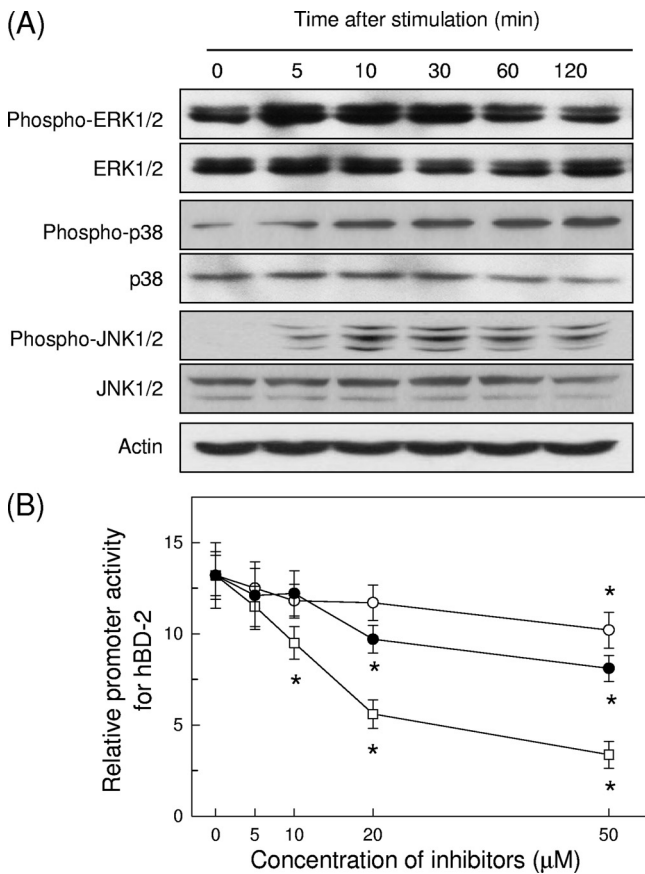 (A)
Time after stimulation (min)
0 5 10 30 60 120
Phospho-ERK1/2
ERK1/2
Phospho-p38
p38
Phospho-JNK1/2
JNK1/2
Actin
(B)
Relative promoter activity
for hBD-2
15
10
5
0
* * * * * *
0 5 10 20 50
Concentration of inhibitors (μM)